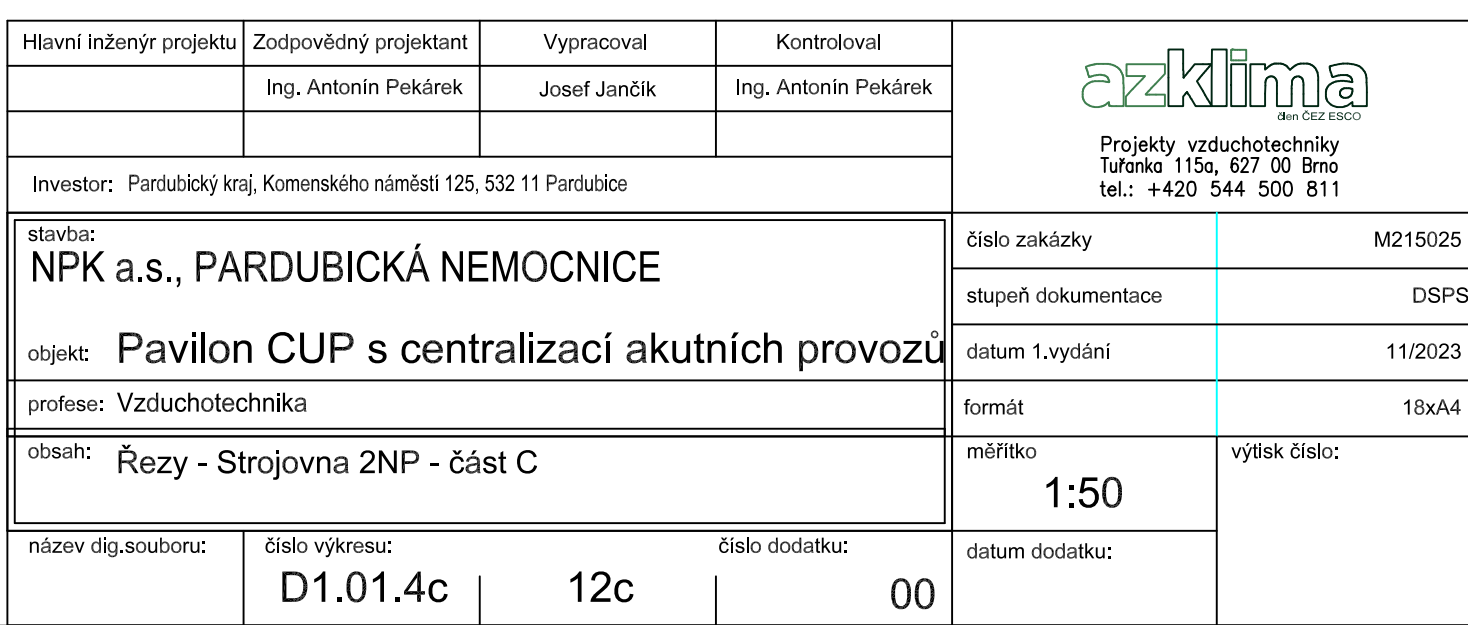 Hlavní inženýr projektu Zodpovědný projektant Vypracoval Kontroloval
Ing. Antonín Pekárek Josef Jančík Ing. Antonín Pekárek
azklima
člen ČEZ ESCO
Projekty vzduchotechniky
Tuřanka 115a, 627 00 Brno
tel.: +420 544 500 811
Investor: Pardubický kraj, Komenského náměstí 125, 532 11 Pardubice
stavba:
NPK a.s., PARDUBICKÁ NEMOCNICE
objekt: Pavilon CUP s centralizací akutních provozů
profese: Vzduchotechnika
obsah: Řezy - Strojovna 2NP - část C
číslo zakázky M215025
stupeň dokumentace DSPS
datum 1.vydání 11/2023
formát 18xA4
měřítko
1:50
výtisk číslo:
název dig.souboru: číslo výkresu: číslo dodatku:
D1.01.4c 12c 00
datum dodatku: